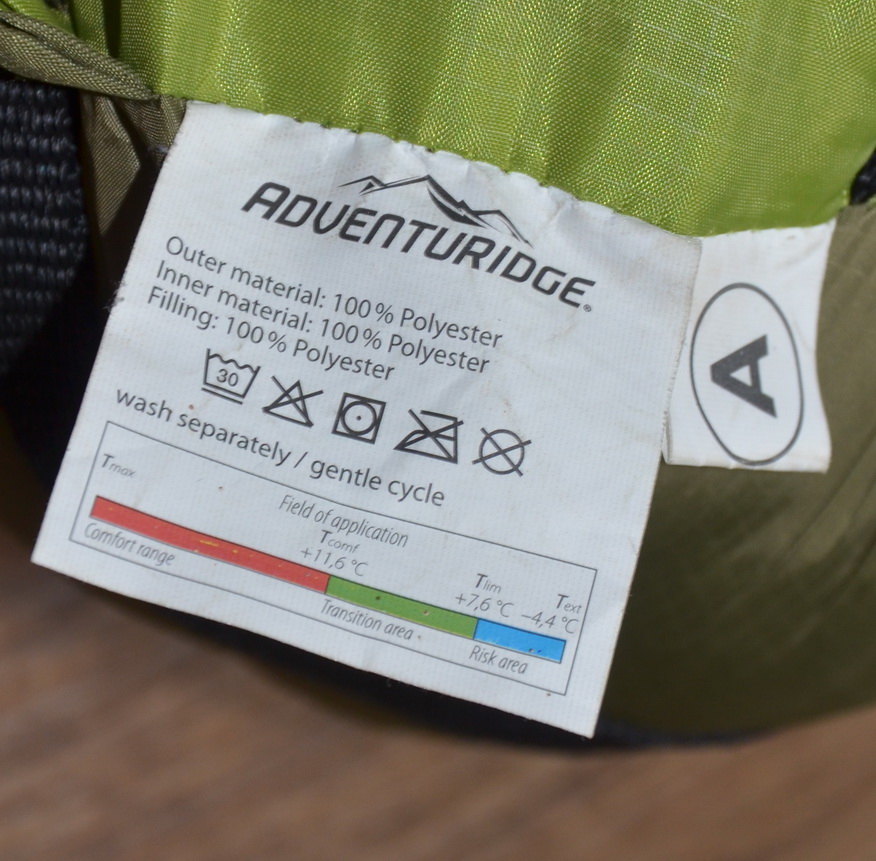 ADVENTURIDGE®
Outer material: 100 % Polyester
Inner material: 100 % Polyester
Filling: 100 % Polyester
30
wash separately / gentle cycle
Field of application
Tmax
Tcomf
+11,6 °C
Tlim
+7,6 °C
Text
-4,4 °C
Comfort range
Transition area
Risk area
A